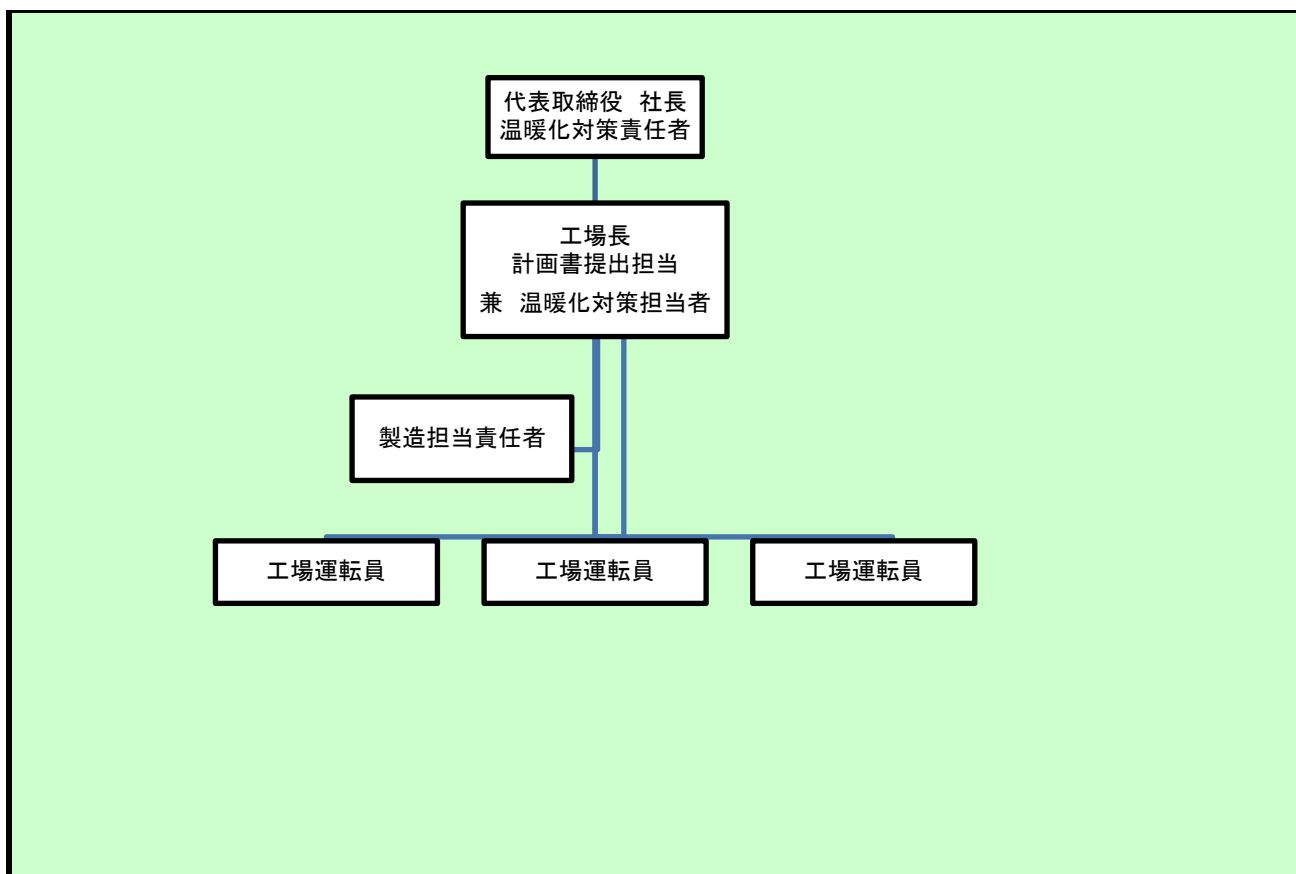 代表取締役　社長
温暖化対策責任者
工場長
計画書提出担当
兼　温暖化対策担当者
製造担当責任者
工場運転員
工場運転員
工場運転員